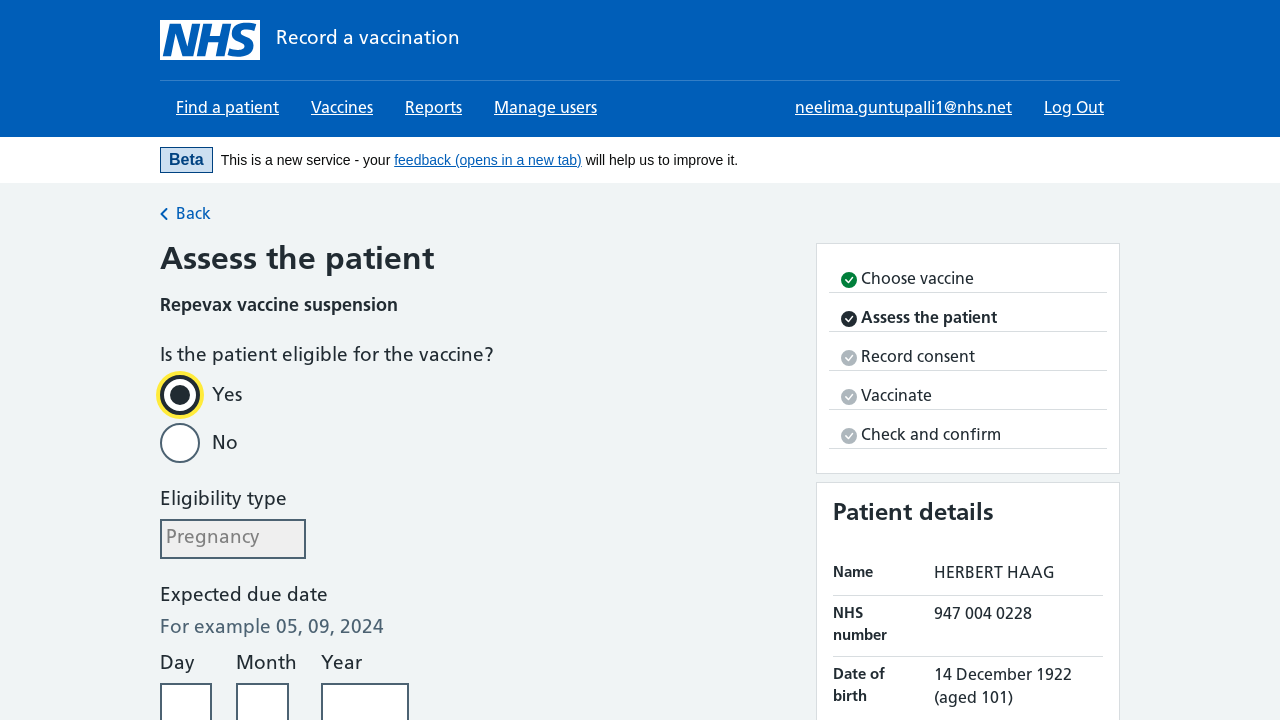 NHS Record a vaccination
Find a patient Vaccines Reports Manage users neelima.guntupalli1@nhs.net Log Out
Beta This is a new service - your feedback (opens in a new tab) will help us to improve it.
Back
Assess the patient
Repevax vaccine suspension
Is the patient eligible for the vaccine?
Yes
No
Eligibility type
Pregnancy
Expected due date
For example 05, 09, 2024
Day Month Year
Choose vaccine
Assess the patient
Record consent
Vaccinate
Check and confirm
Patient details
Name HERBERT HAAG
NHS number 947 004 0228
Date of birth 14 December 1922 (aged 101)